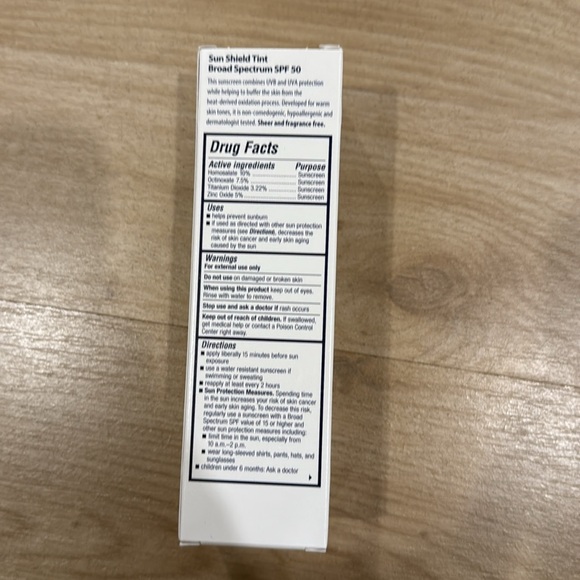 Sun Shield Tint
Broad Spectrum SPF 50
This sunscreen combines UVB and UVA protection
while helping to buffer the skin from the
heat-derived oxidation process. Developed for warm
skin tones, it is non-comedogenic, hypoallergenic and
dermatologist tested. Sheer and fragrance free.
Drug Facts
Active ingredients Purpose
Homosalate 10% Sunscreen
Octinoxate 7.5% Sunscreen
Titanium Dioxide 3.22% Sunscreen
Zinc Oxide 5% Sunscreen
Uses
■ helps prevent sunburn
■ if used as directed with other sun protection
measures (see Directions), decreases the
risk of skin cancer and early skin aging
caused by the sun
Warnings
For external use only
Do not use on damaged or broken skin
When using this product keep out of eyes.
Rinse with water to remove.
Stop use and ask a doctor if rash occurs
Keep out of reach of children. If swallowed,
get medical help or contact a Poison Control
Center right away.
Directions
■ apply liberally 15 minutes before sun
exposure
■ use a water resistant sunscreen if
swimming or sweating
■ reapply at least every 2 hours
■ Sun Protection Measures. Spending time
in the sun increases your risk of skin cancer
and early skin aging. To decrease this risk,
regularly use a sunscreen with a Broad
Spectrum SPF value of 15 or higher and
other sun protection measures including:
■ limit time in the sun, especially from
10 a.m.–2 p.m.
■ wear long-sleeved shirts, pants, hats, and
sunglasses
■ children under 6 months: Ask a doctor